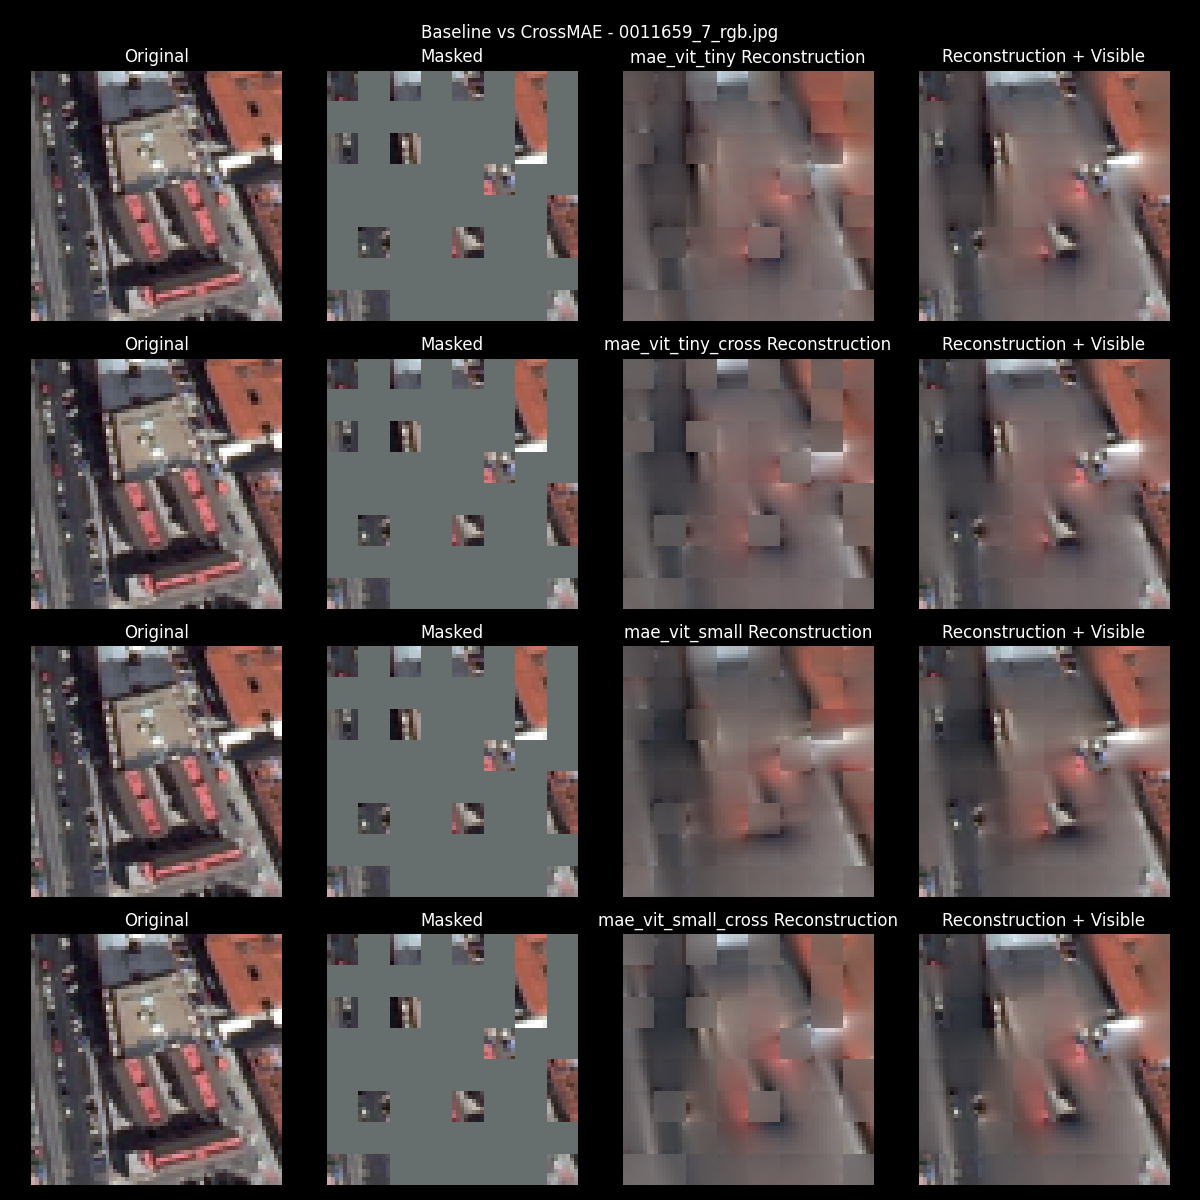 Baseline vs CrossMAE - 0011659_7_rgb.jpg
Original
Masked
mae_vit_tiny Reconstruction
Reconstruction + Visible
Original
Masked
mae_vit_tiny_cross Reconstruction
Reconstruction + Visible
Original
Masked
mae_vit_small Reconstruction
Reconstruction + Visible
Original
Masked
mae_vit_small_cross Reconstruction
Reconstruction + Visible